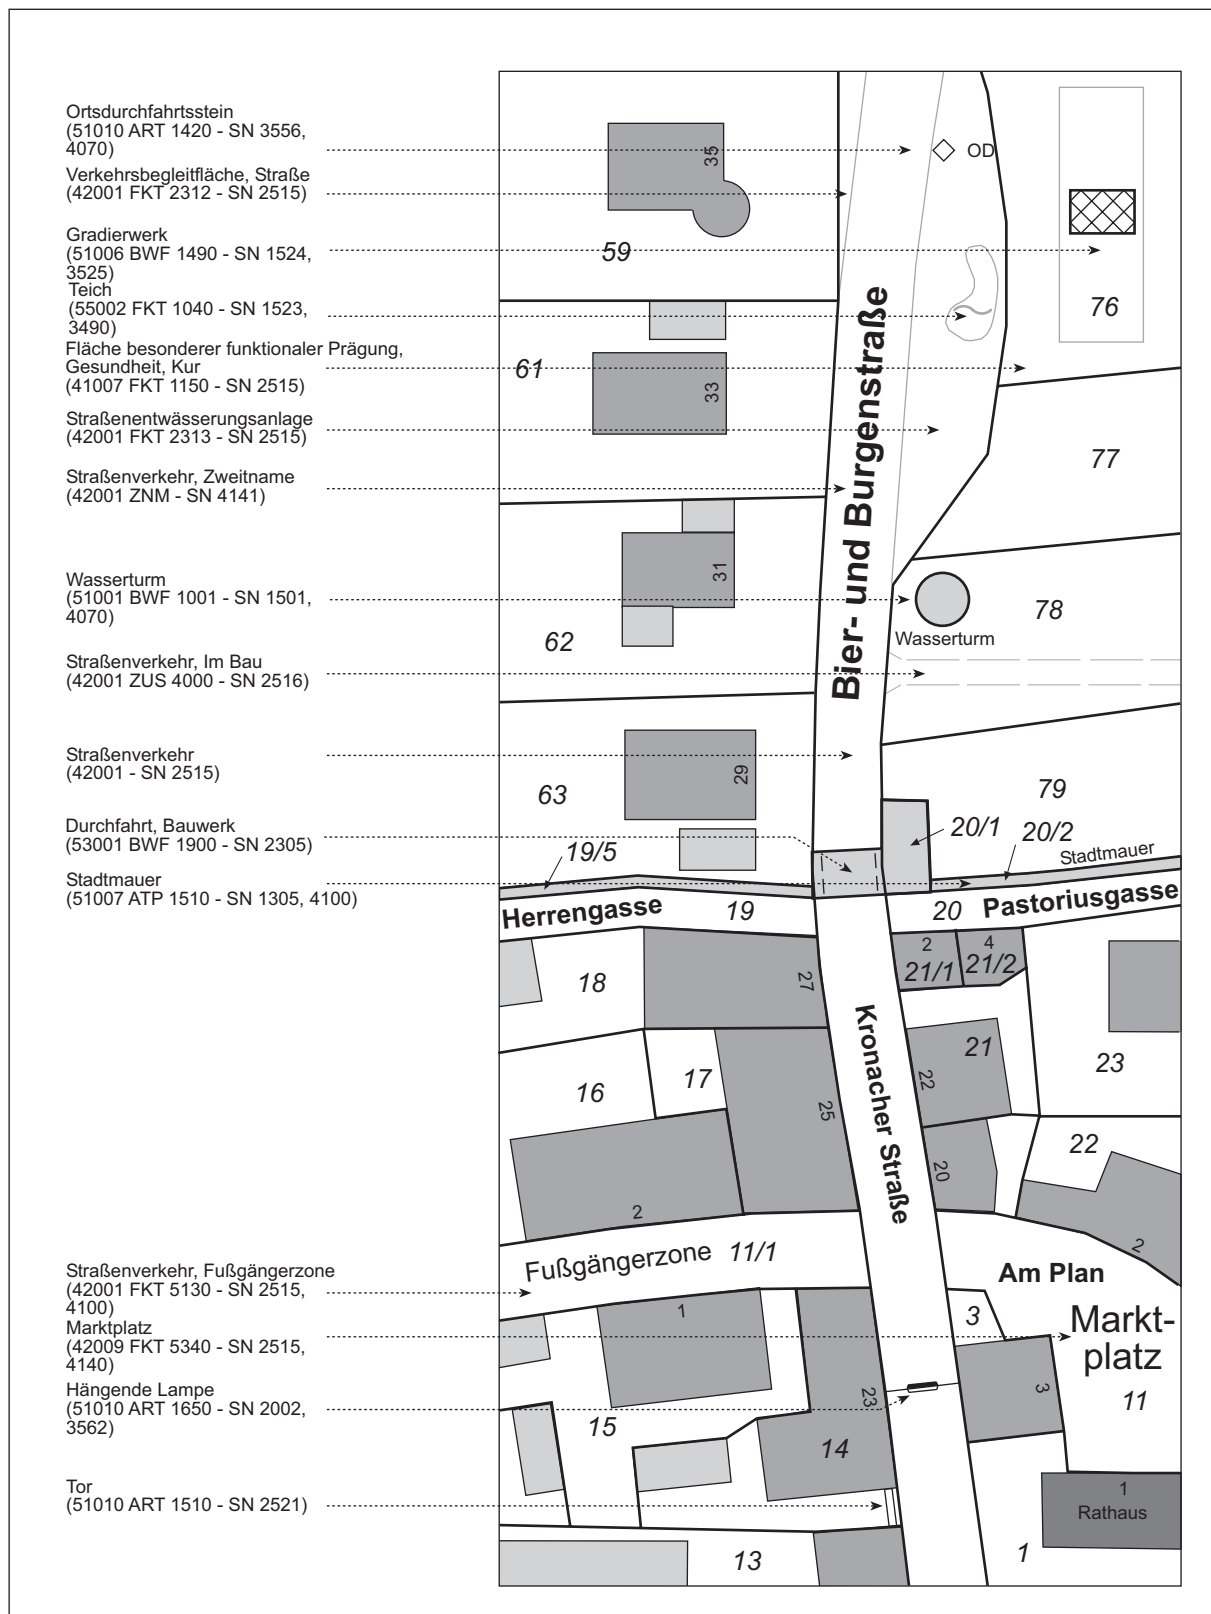 Ortsdurchfahrtsstein
(51010 ART 1420 - SN 3556,
4070)
Verkehrsbegleitfläche, Straße
(42001 FKT 2312 - SN 2515)
Gradierwerk
(51006 BWF 1490 - SN 1524,
3525)
Teich
(55002 FKT 1040 - SN 1523,
3490)
Fläche besonderer funktionaler Prägung,
Gesundheit, Kur
(41007 FKT 1150 - SN 2515)
Straßenentwässerungsanlage
(42001 FKT 2313 - SN 2515)
Straßenverkehr, Zweitname
(42001 ZNM - SN 4141)
Wasserturm
(51001 BWF 1001 - SN 1501,
4070)
Straßenverkehr, Im Bau
(42001 ZUS 4000 - SN 2516)
Straßenverkehr
(42001 - SN 2515)
Durchfahrt, Bauwerk
(53001 BWF 1900 - SN 2305)
Stadtmauer
(51007 ATP 1510 - SN 1305, 4100)
Straßenverkehr, Fußgängerzone
(42001 FKT 5130 - SN 2515,
4100)
Marktplatz
(42009 FKT 5340 - SN 2515,
4140)
Hängende Lampe
(51010 ART 1650 - SN 2002,
3562)
Tor
(51010 ART 1510 - SN 2521)
35
OD
59
76
61
33
77
Bier- und Burgenstraße
31
62
78
Wasserturm
63
29
79
19/5
20/1
20/2
Stadtmauer
Herrengasse
19
20
Pastoriusgasse
18
27
2
21/1
4
21/2
23
Kronacher Straße
16
17
25
22
21
20
22
2
2
Fußgängerzone
11/1
Am Plan
1
3
Markt-
platz
23
3
11
15
14
1
Rathaus
13
1